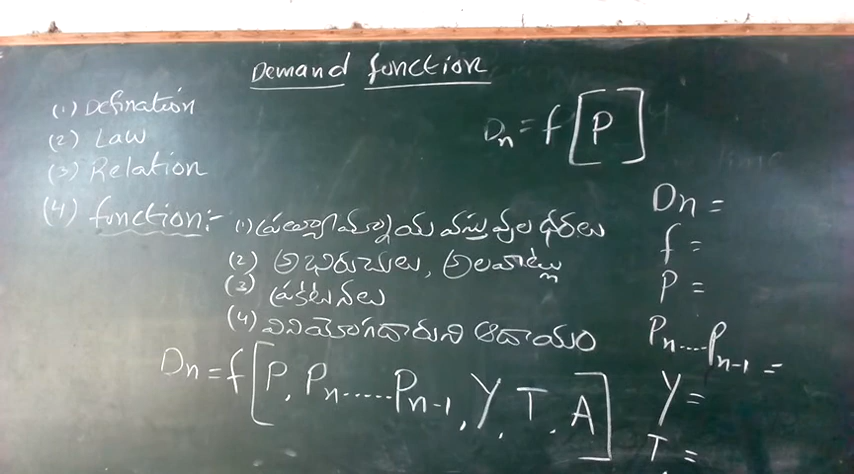 Demand function
(1) Defination
(2) Law
(3) Relation
Dn = f [P]
(4) function:-
(1) ప్రత్యామ్నాయ వస్తువుల ధరలు
(2) అభిరుచులు, అలవాట్లు
(3) ప్రకటనలు
(4) వినియోగదారుని ఆదాయం
Dn = f [P, Pn.....Pn-1, Y, T, A]
Dn =
f =
P =
Pn....Pn-1 =
Y =
T =